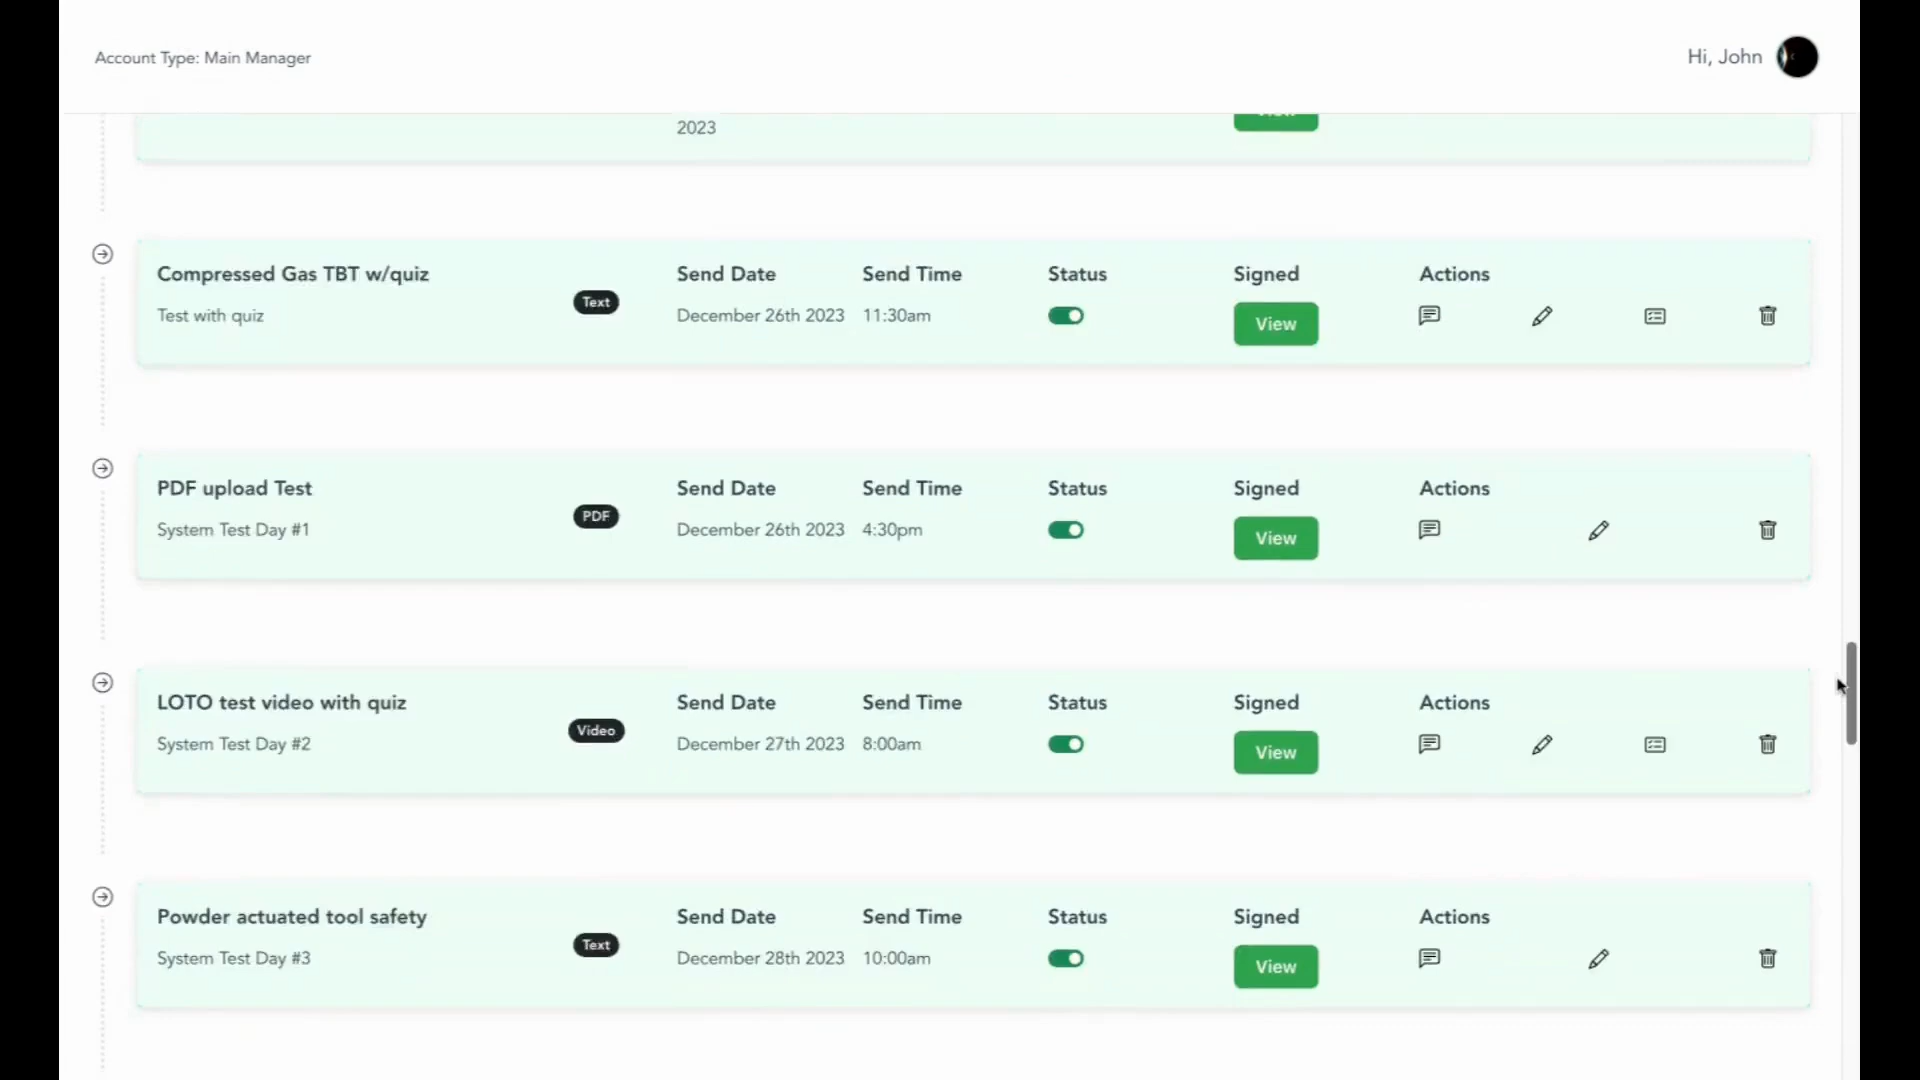 Account Type: Main Manager
Hi, John
2023
Compressed Gas TBT w/quiz
Test with quiz
Text
Send Date
December 26th 2023
Send Time
11:30am
Status
Signed
View
Actions
PDF upload Test
System Test Day #1
PDF
Send Date
December 26th 2023
Send Time
4:30pm
Status
Signed
View
Actions
LOTO test video with quiz
System Test Day #2
Video
Send Date
December 27th 2023
Send Time
8:00am
Status
Signed
View
Actions
Powder actuated tool safety
System Test Day #3
Text
Send Date
December 28th 2023
Send Time
10:00am
Status
Signed
View
Actions